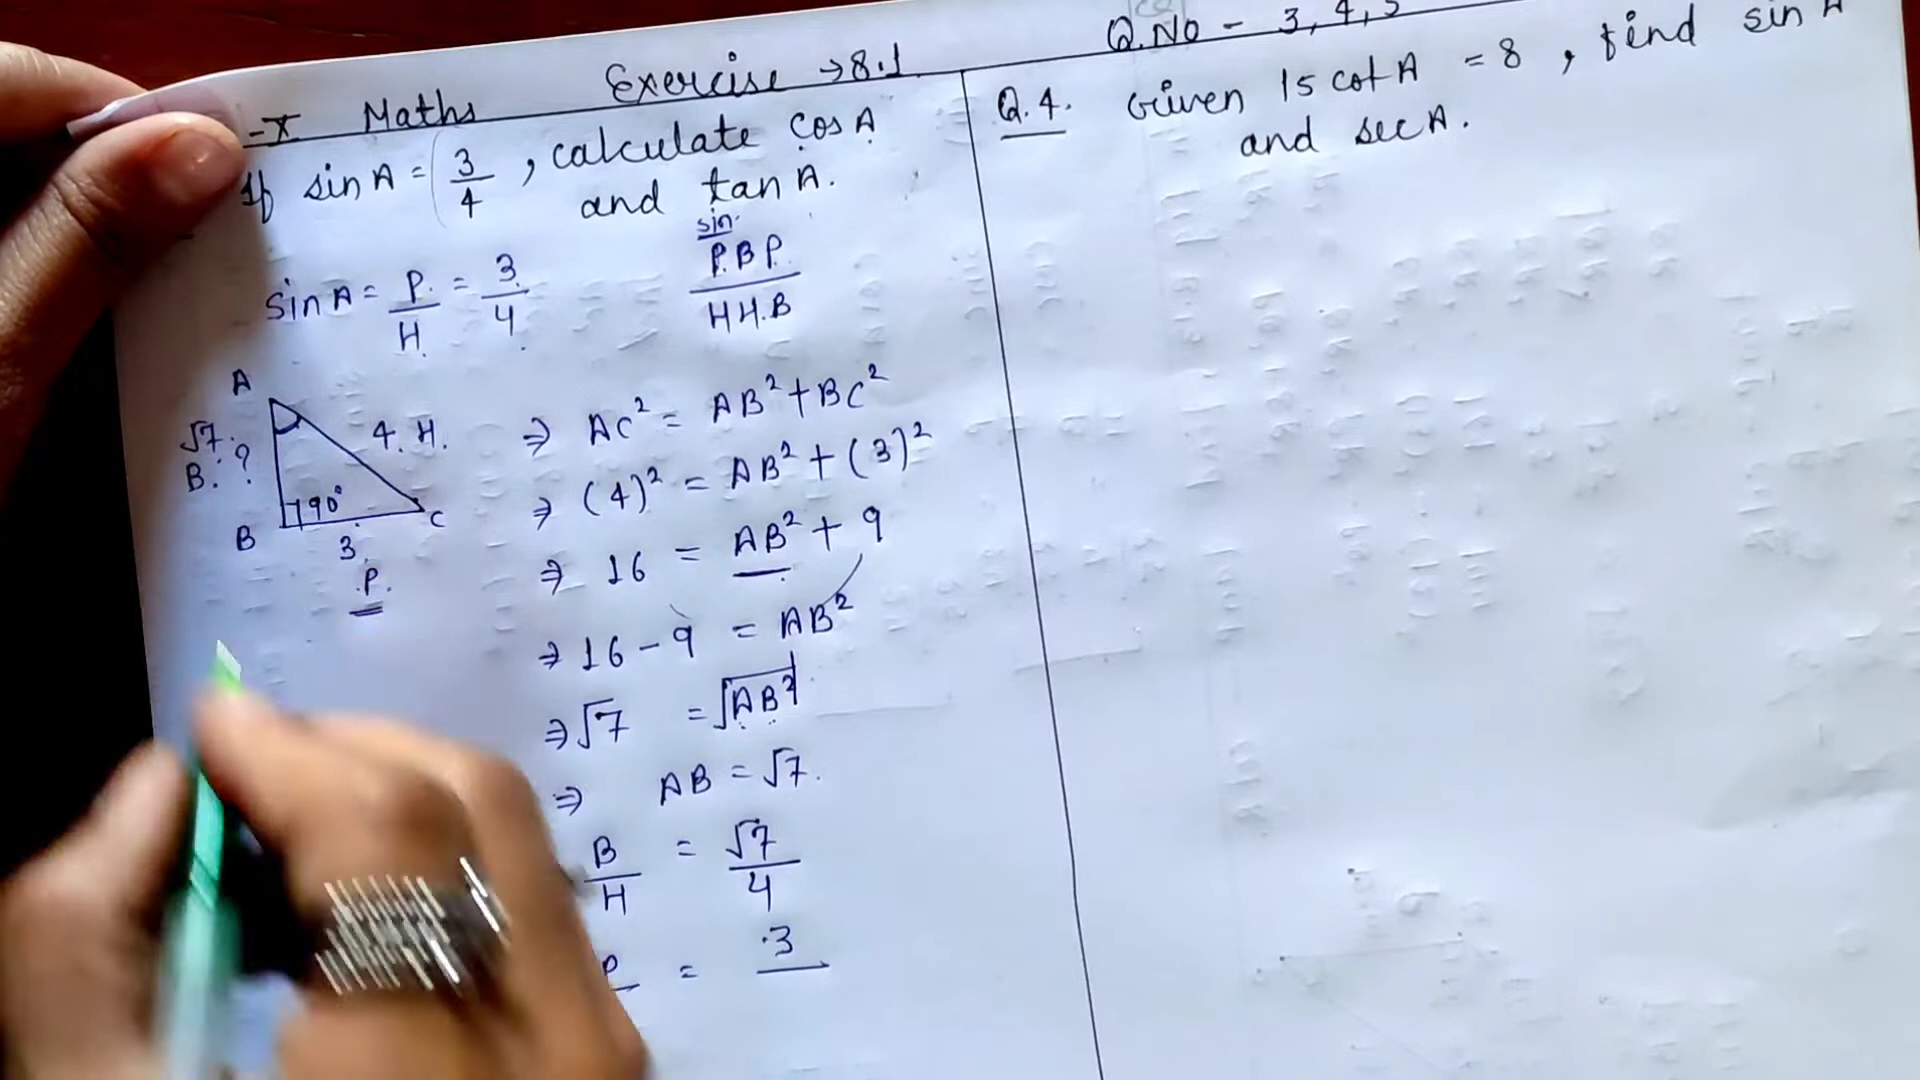 -X Maths Exercise →8.1
Q.No - 3,4,5
If sin A = 3/4 , calculate cos A
and tan A.
sin
P.BP.
HH.B
sin A = P/H = 3/4
A
√7.
B.?
4.H.
90°
B
C
3.
P.
⇒ AC² = AB² + BC²
⇒ (4)² = AB² + (3)²
⇒ 16 = AB² + 9
⇒ 16 - 9 = AB²
⇒ √7 = √AB²
⇒ AB = √7.
B/H = √7/4
P = 3
Q.4. Given 15 cot A = 8 , find sin A
and sec A.